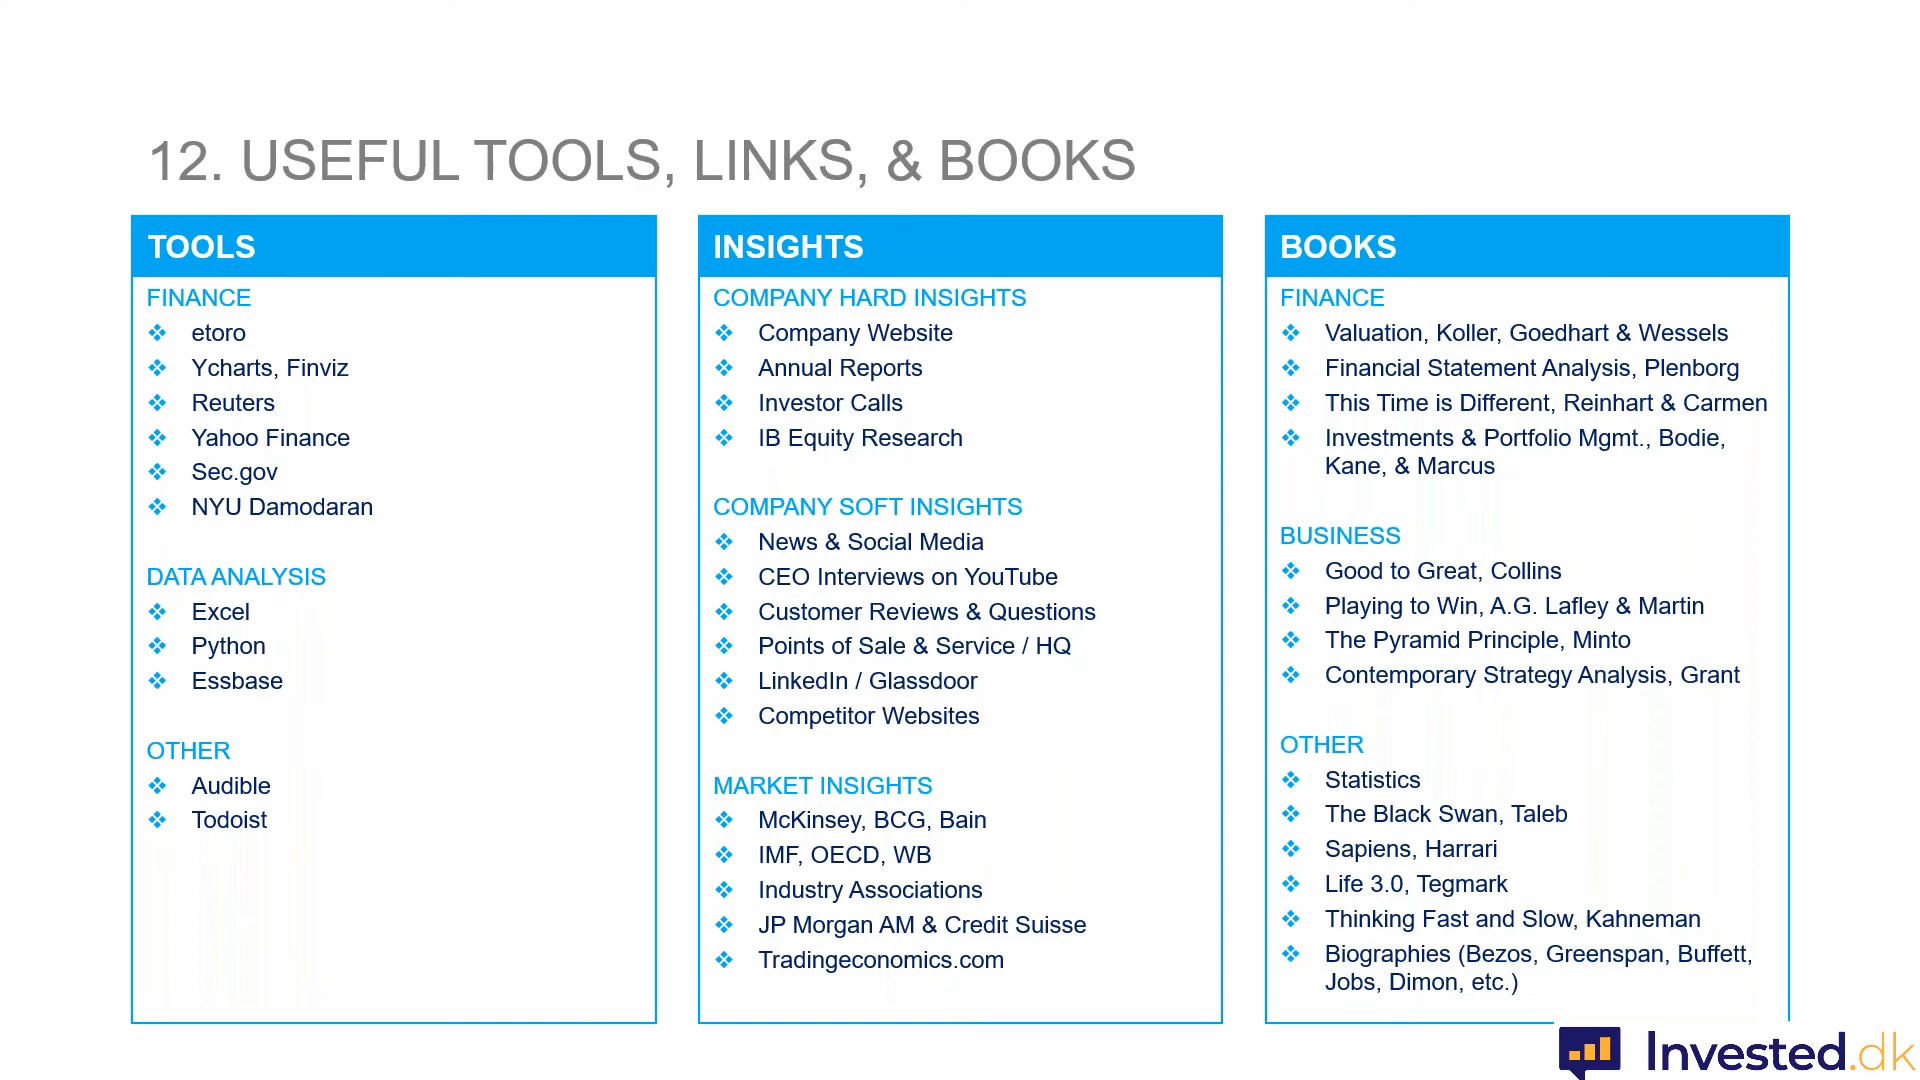 12. USEFUL TOOLS, LINKS, & BOOKS
TOOLS
FINANCE
etoro
Ycharts, Finviz
Reuters
Yahoo Finance
Sec.gov
NYU Damodaran
DATA ANALYSIS
Excel
Python
Essbase
OTHER
Audible
Todoist
INSIGHTS
COMPANY HARD INSIGHTS
Company Website
Annual Reports
Investor Calls
IB Equity Research
COMPANY SOFT INSIGHTS
News & Social Media
CEO Interviews on YouTube
Customer Reviews & Questions
Points of Sale & Service / HQ
LinkedIn / Glassdoor
Competitor Websites
MARKET INSIGHTS
McKinsey, BCG, Bain
IMF, OECD, WB
Industry Associations
JP Morgan AM & Credit Suisse
Tradingeconomics.com
BOOKS
FINANCE
Valuation, Koller, Goedhart & Wessels
Financial Statement Analysis, Plenborg
This Time is Different, Reinhart & Carmen
Investments & Portfolio Mgmt., Bodie,
Kane, & Marcus
BUSINESS
Good to Great, Collins
Playing to Win, A.G. Lafley & Martin
The Pyramid Principle, Minto
Contemporary Strategy Analysis, Grant
OTHER
Statistics
The Black Swan, Taleb
Sapiens, Harrari
Life 3.0, Tegmark
Thinking Fast and Slow, Kahneman
Biographies (Bezos, Greenspan, Buffett,
Jobs, Dimon, etc.)
Invested.dk